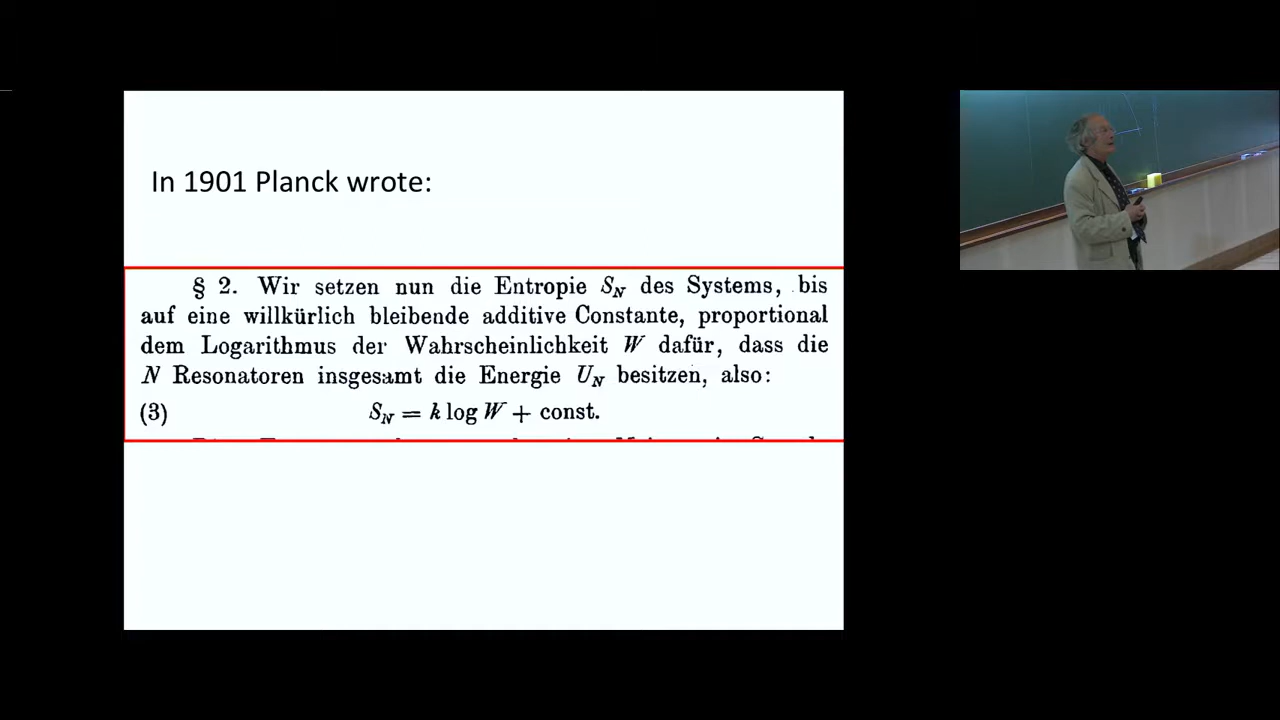 In 1901 Planck wrote:
§ 2. Wir setzen nun die Entropie S_N des Systems, bis
auf eine willkürlich bleibende additive Constante, proportional
dem Logarithmus der Wahrscheinlichkeit W dafür, dass die
N Resonatoren insgesamt die Energie U_N besitzen, also:
(3) S_N = k log W + const.